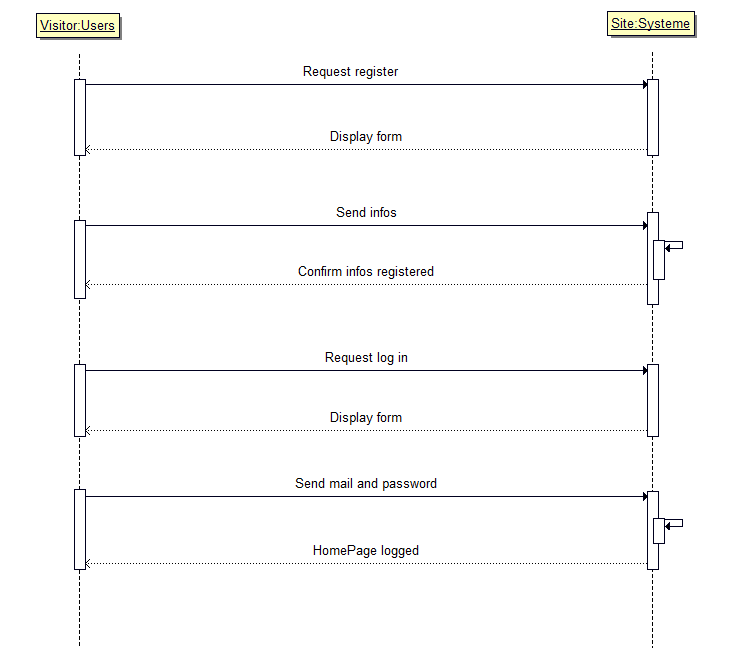 Visitor:Users
Site:Systeme
Request register
Display form
Send infos
Confirm infos registered
Request log in
Display form
Send mail and password
HomePage logged